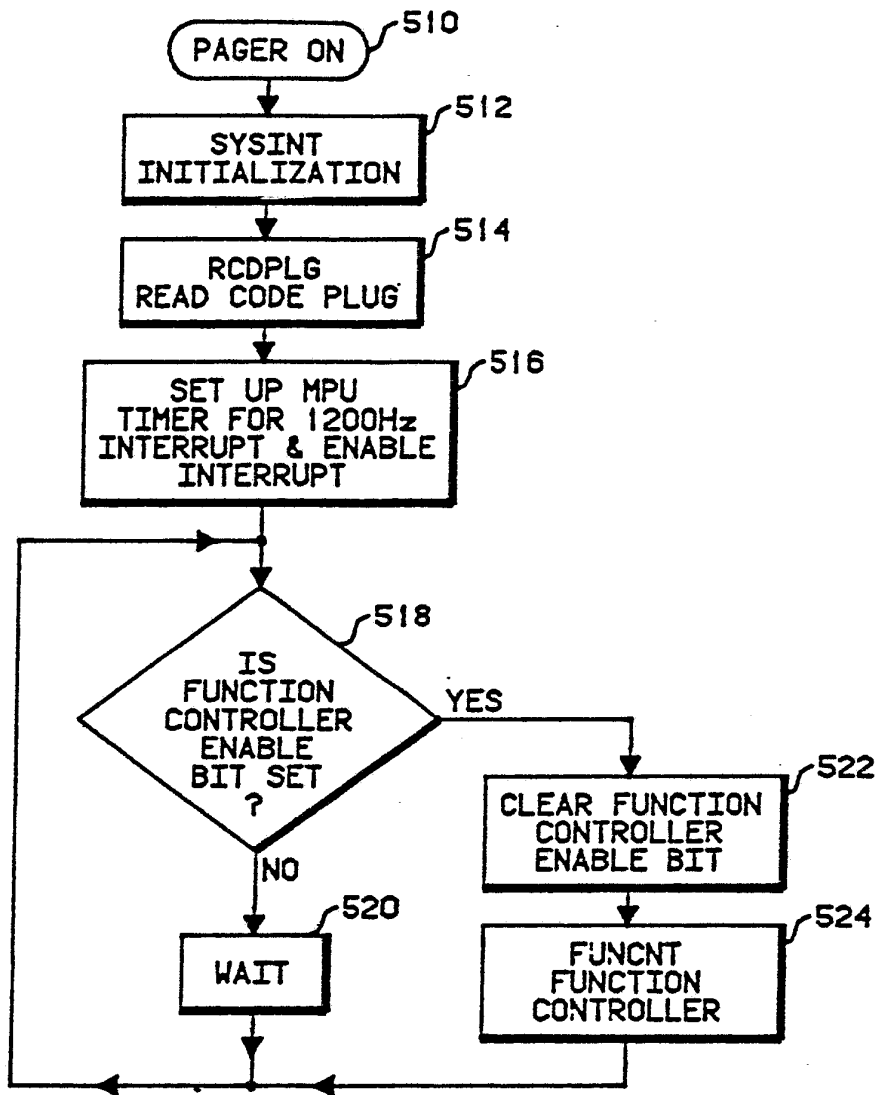 PAGER ON
510
512
SYSINT
INITIALIZATION
514
RCDPLG
READ CODE PLUG
516
SET UP MPU
TIMER FOR 1200Hz
INTERRUPT & ENABLE
INTERRUPT
518
IS
FUNCTION
CONTROLLER
ENABLE
BIT SET
?
YES
522
CLEAR FUNCTION
CONTROLLER
ENABLE BIT
NO
520
WAIT
524
FUNCNT
FUNCTION
CONTROLLER